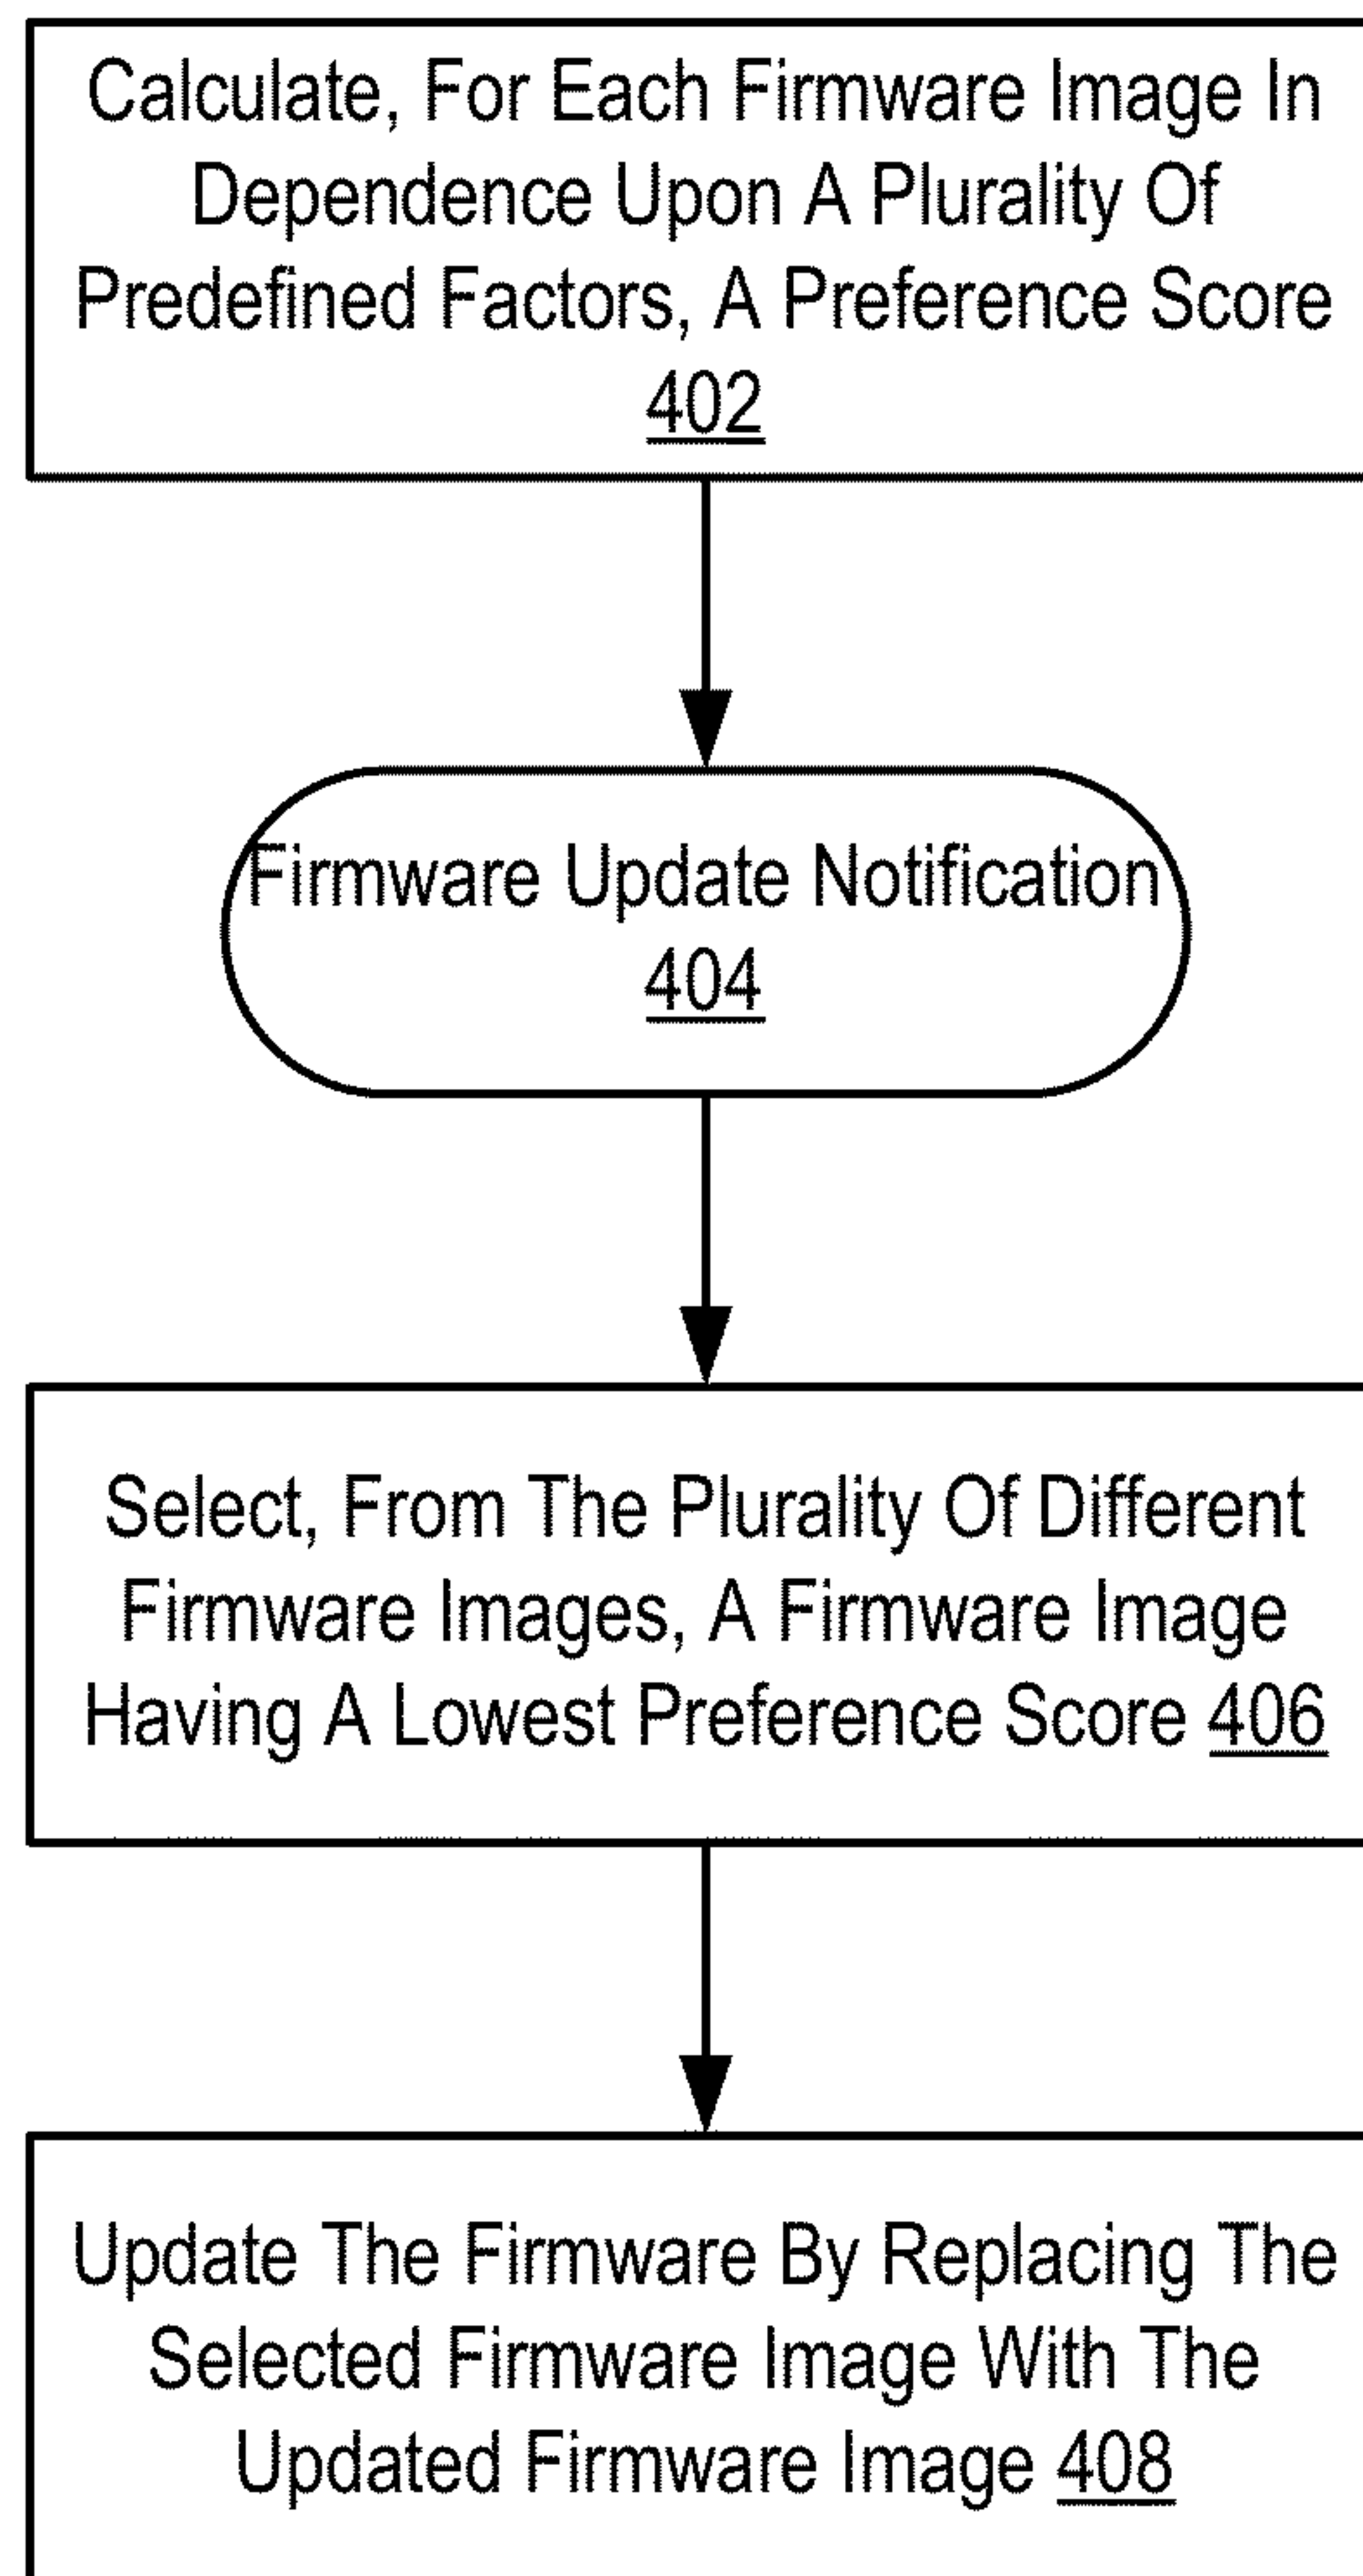 Calculate, For Each Firmware Image In
Dependence Upon A Plurality Of
Predefined Factors, A Preference Score
402
Firmware Update Notification
404
Select, From The Plurality Of Different
Firmware Images, A Firmware Image
Having A Lowest Preference Score 406
Update The Firmware By Replacing The
Selected Firmware Image With The
Updated Firmware Image 408